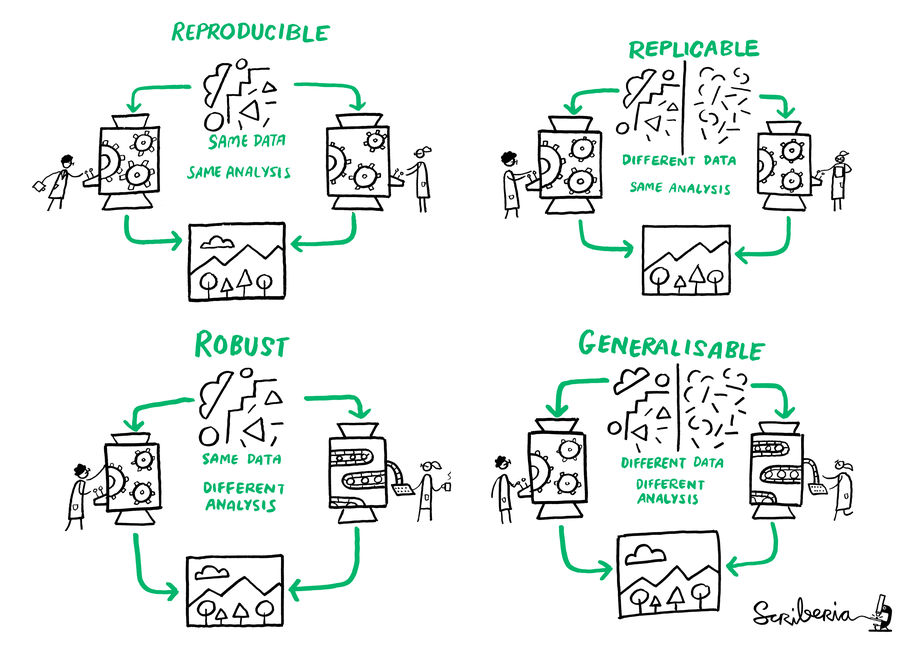 REPRODUCIBLE
SAME DATA
SAME ANALYSIS
REPLICABLE
DIFFERENT DATA
SAME ANALYSIS
ROBUST
SAME DATA
DIFFERENT
ANALYSIS
GENERALISABLE
DIFFERENT DATA
DIFFERENT
ANALYSIS
Scriberia